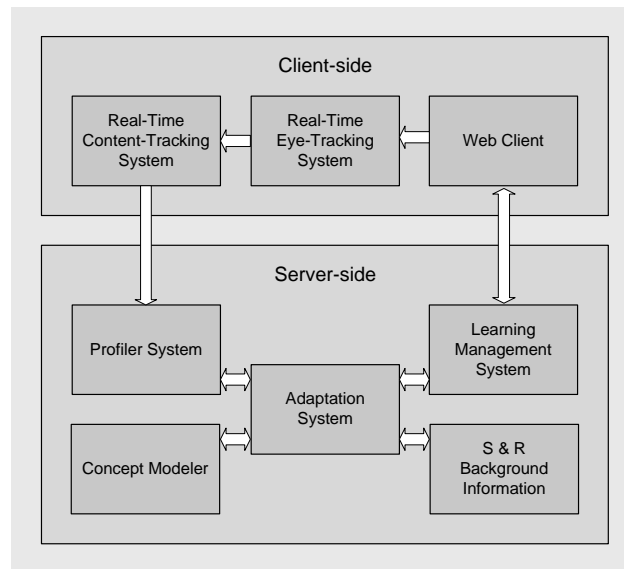 Client-side
Real-Time
Content-Tracking
System
Real-Time
Eye-Tracking
System
Web Client
Server-side
Profiler System
Learning
Management
System
Adaptation
System
Concept Modeler
S & R
Background
Information